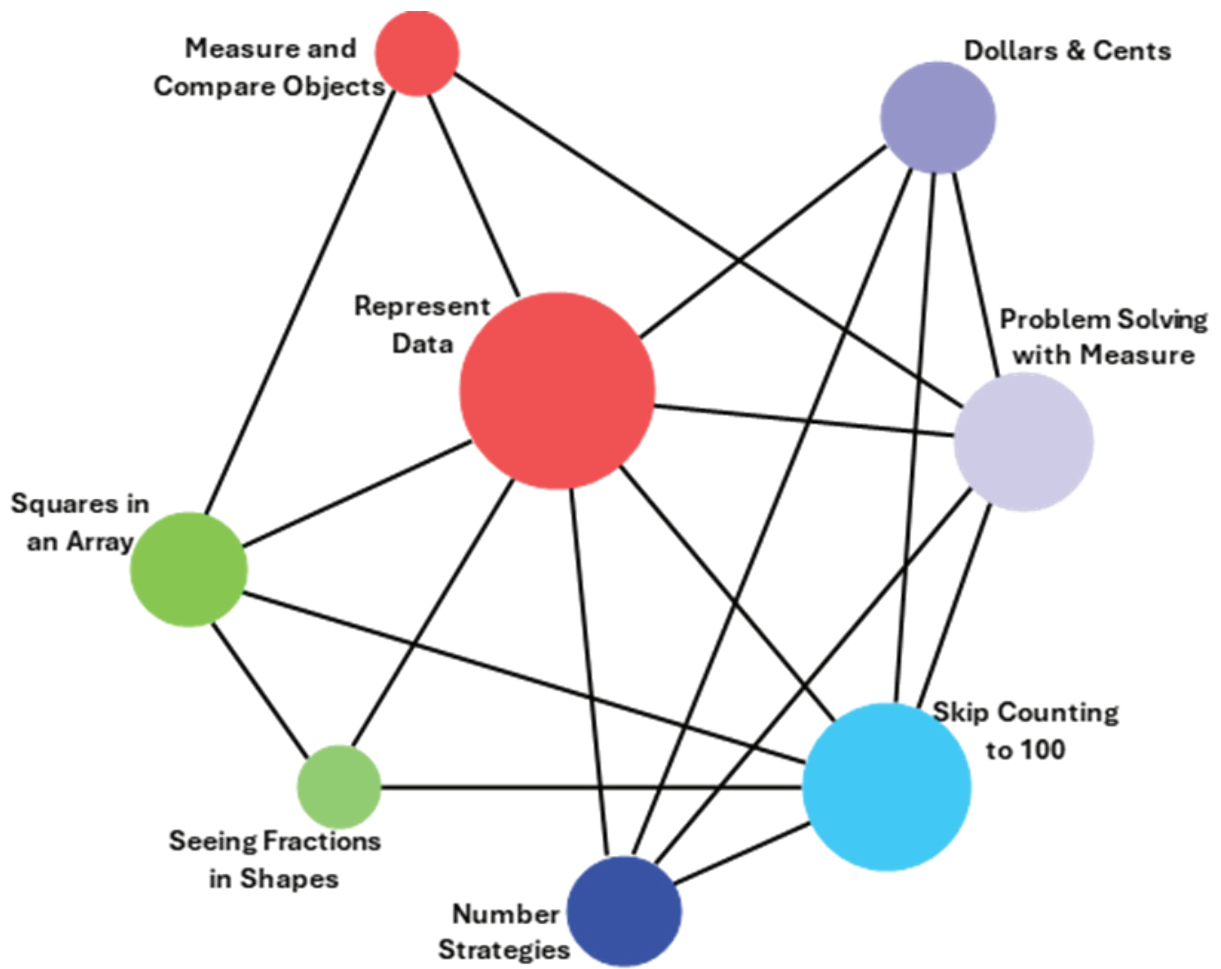 Measure and
Compare Objects
Dollars & Cents
Represent
Data
Problem Solving
with Measure
Squares in
an Array
Skip Counting
to 100
Seeing Fractions
in Shapes
Number
Strategies